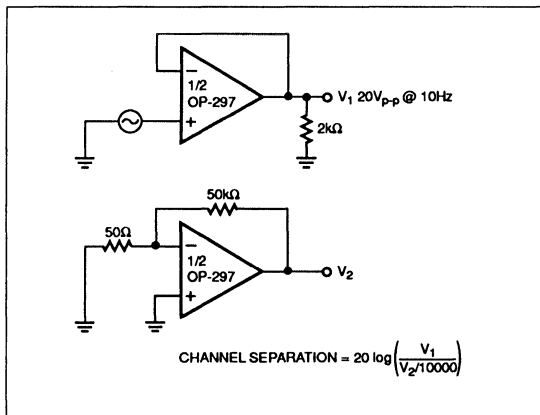 1/2
OP-297
−
+
V1 20Vp-p @ 10Hz
2kΩ
50kΩ
50Ω
−
1/2
OP-297
+
V2
CHANNEL SEPARATION = 20 log(V1 / V2/10000)